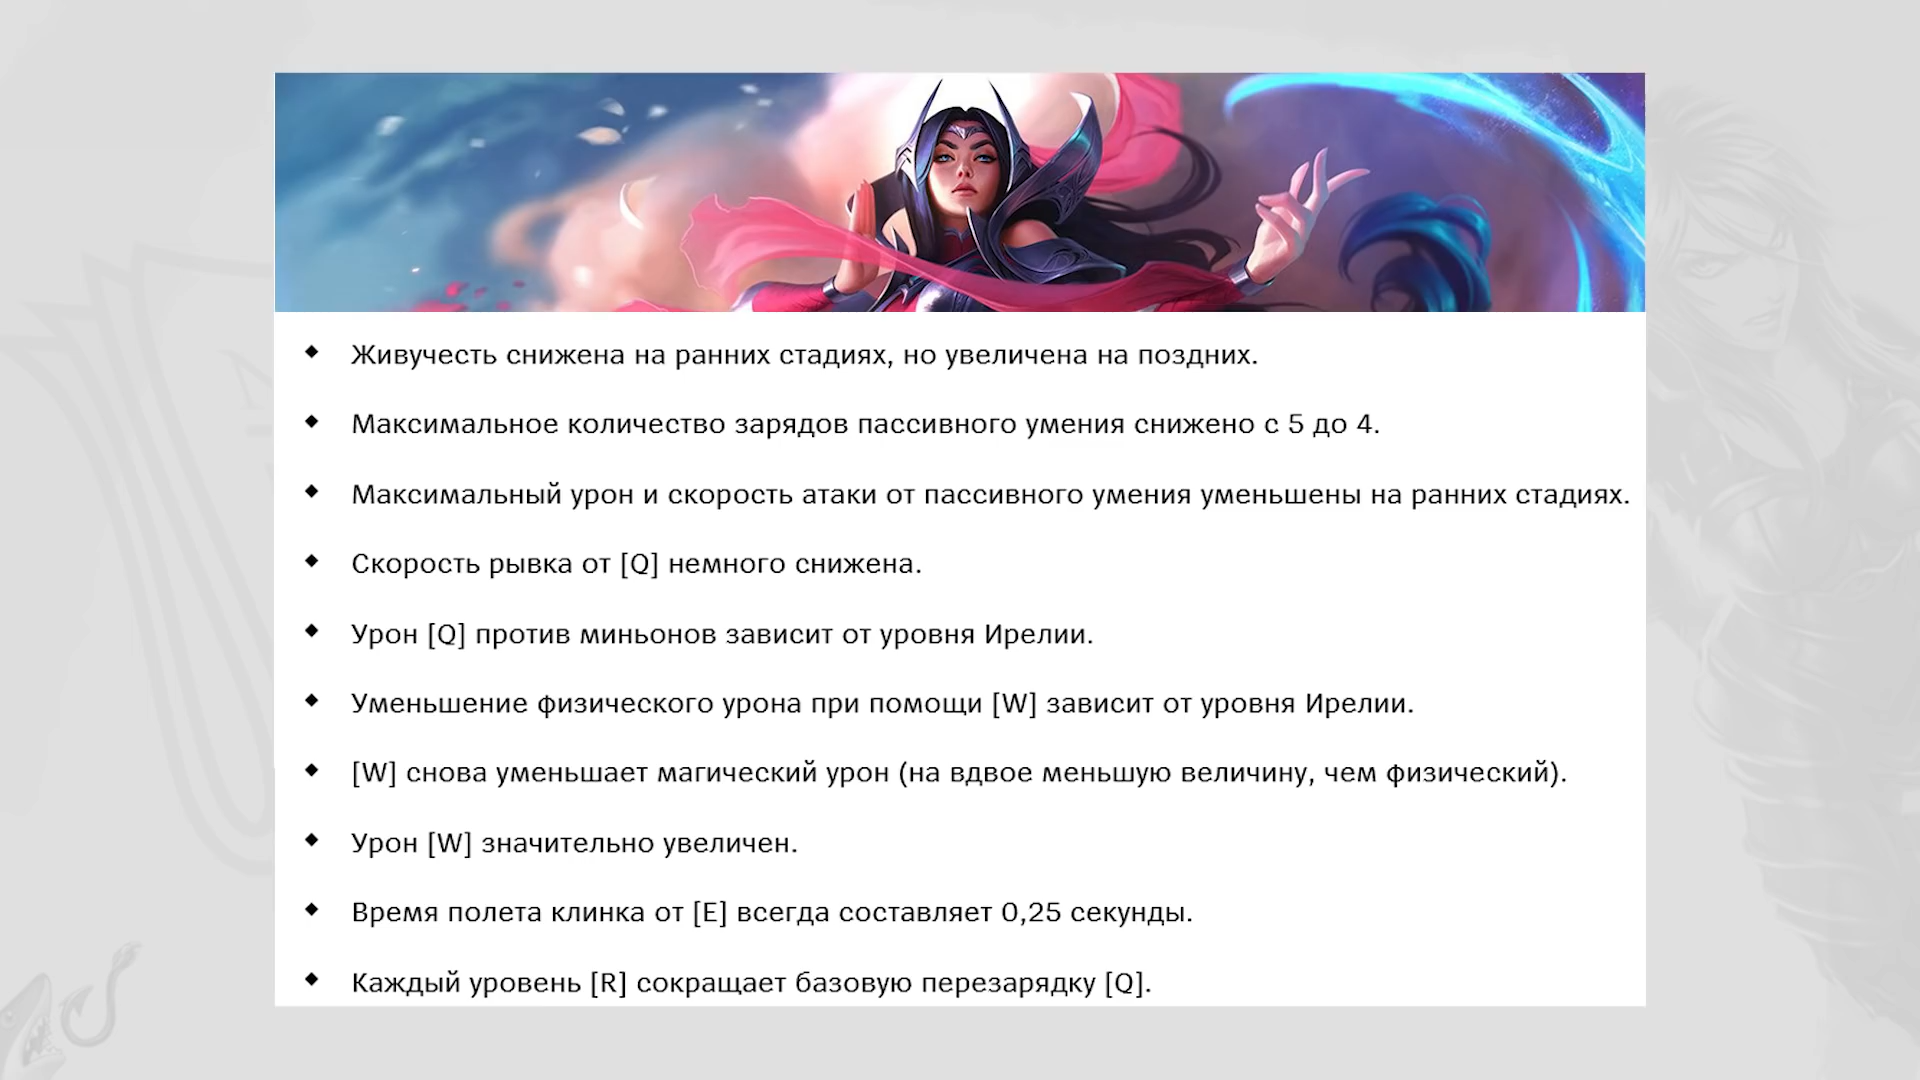 Живучесть снижена на ранних стадиях, но увеличена на поздних.
Максимальное количество зарядов пассивного умения снижено с 5 до 4.
Максимальный урон и скорость атаки от пассивного умения уменьшены на ранних стадиях.
Скорость рывка от [Q] немного снижена.
Урон [Q] против миньонов зависит от уровня Ирелии.
Уменьшение физического урона при помощи [W] зависит от уровня Ирелии.
[W] снова уменьшает магический урон (на вдвое меньшую величину, чем физический).
Урон [W] значительно увеличен.
Время полета клинка от [E] всегда составляет 0,25 секунды.
Каждый уровень [R] сокращает базовую перезарядку [Q].